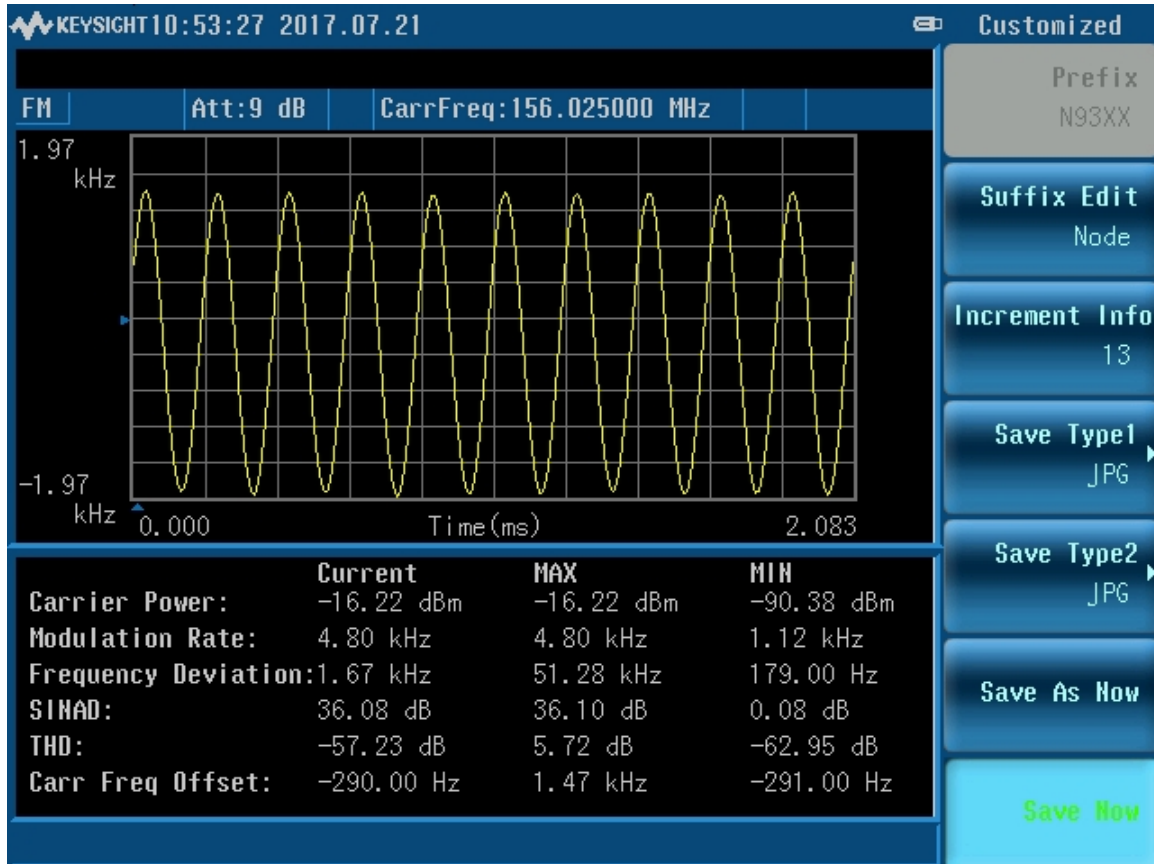 KEYSIGHT 10:53:27 2017.07.21 Customized
Prefix
N93XX
FM Att:9 dB CarrFreq:156.025000 MHz
1.97
kHz
Suffix Edit
Node
Increment Info
13
Save Type1
JPG
-1.97
kHz
0.000 Time(ms) 2.083
Save Type2
JPG
Current MAX MIN
Carrier Power: -16.22 dBm -16.22 dBm -90.38 dBm
Modulation Rate: 4.80 kHz 4.80 kHz 1.12 kHz
Frequency Deviation:1.67 kHz 51.28 kHz 179.00 Hz
SINAD: 36.08 dB 36.10 dB 0.08 dB
THD: -57.23 dB 5.72 dB -62.95 dB
Carr Freq Offset: -290.00 Hz 1.47 kHz -291.00 Hz
Save As Now
Save Now